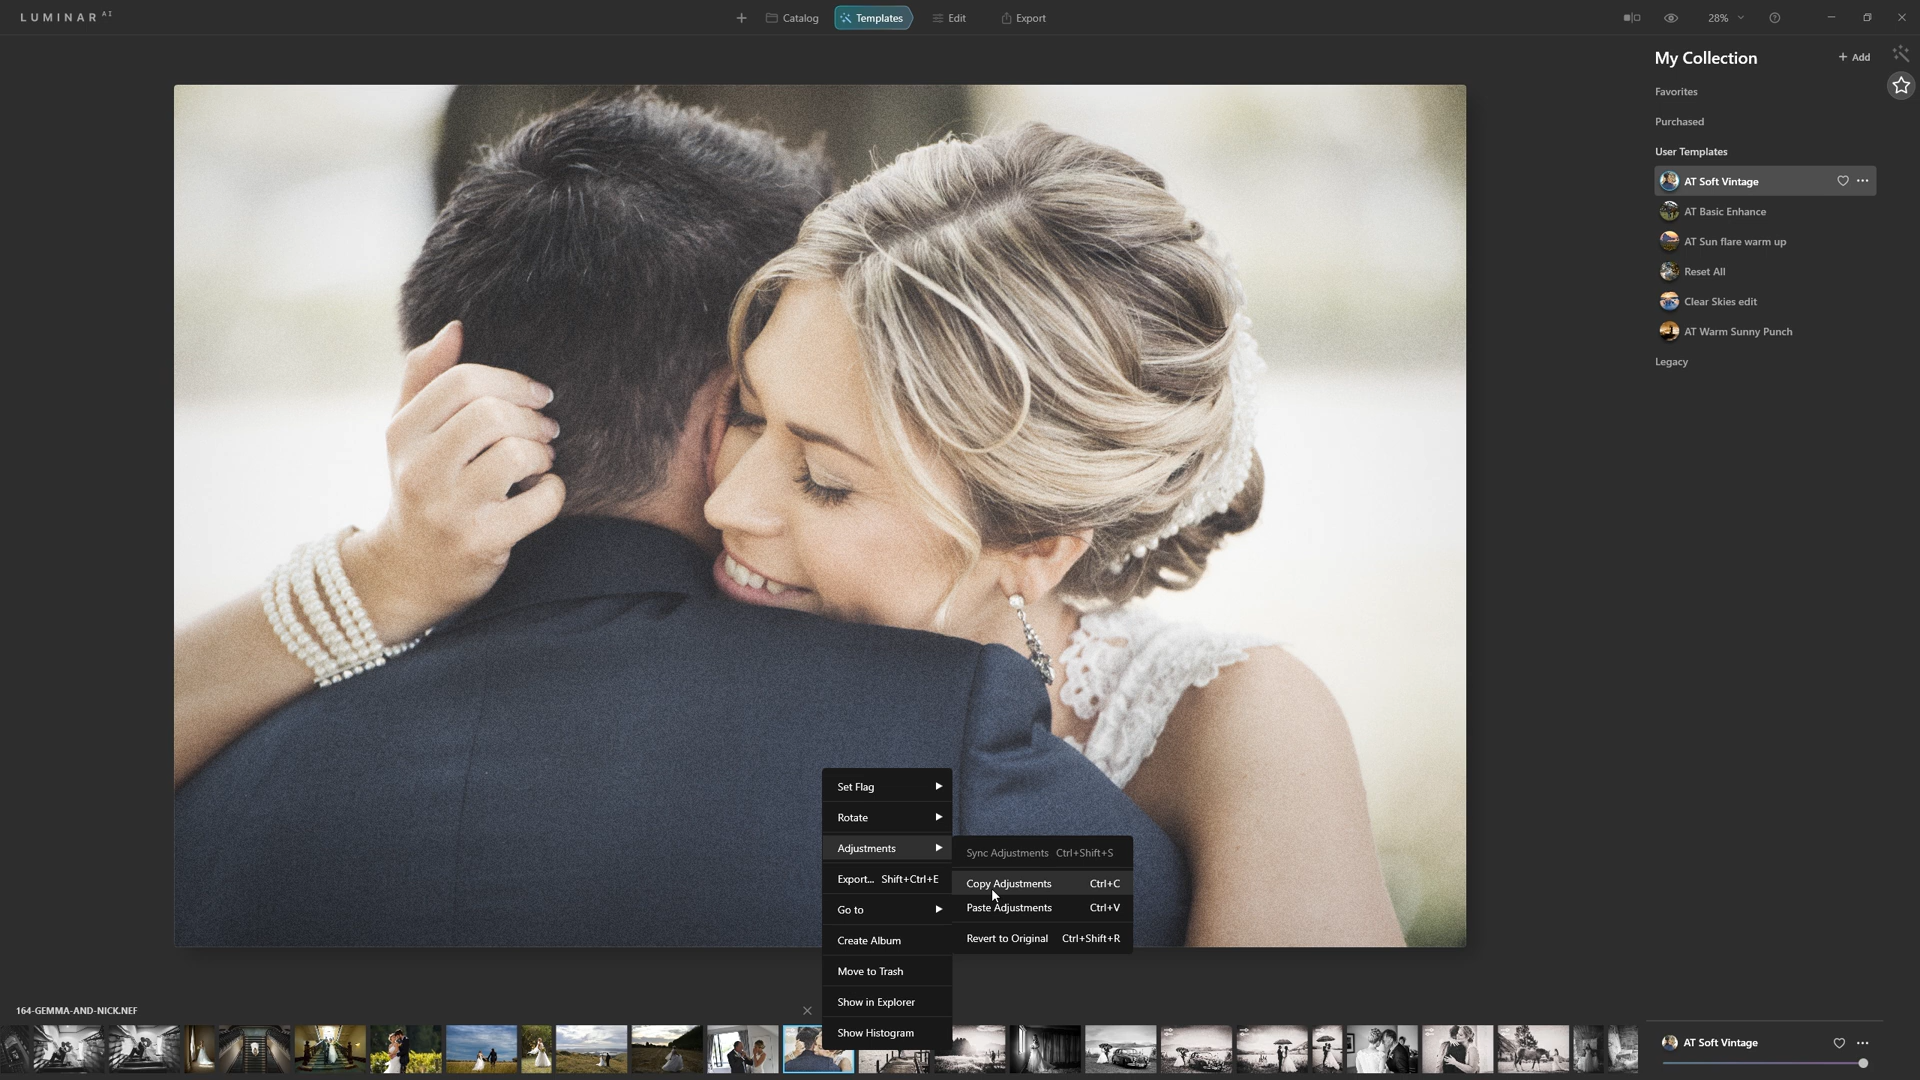 LUMINAR AI
Catalog
Templates
Edit
Export
28%
My Collection
+ Add
Favorites
Purchased
User Templates
AT Soft Vintage
AT Basic Enhance
AT Sun flare warm up
Reset All
Clear Skies edit
AT Warm Sunny Punch
Legacy
Set Flag
Rotate
Adjustments
Export... Shift+Ctrl+E
Go to
Create Album
Move to Trash
Show in Explorer
Show Histogram
Sync Adjustments Ctrl+Shift+S
Copy Adjustments Ctrl+C
Paste Adjustments Ctrl+V
Revert to Original Ctrl+Shift+R
164-GEMMA-AND-NICK.NEF
AT Soft Vintage